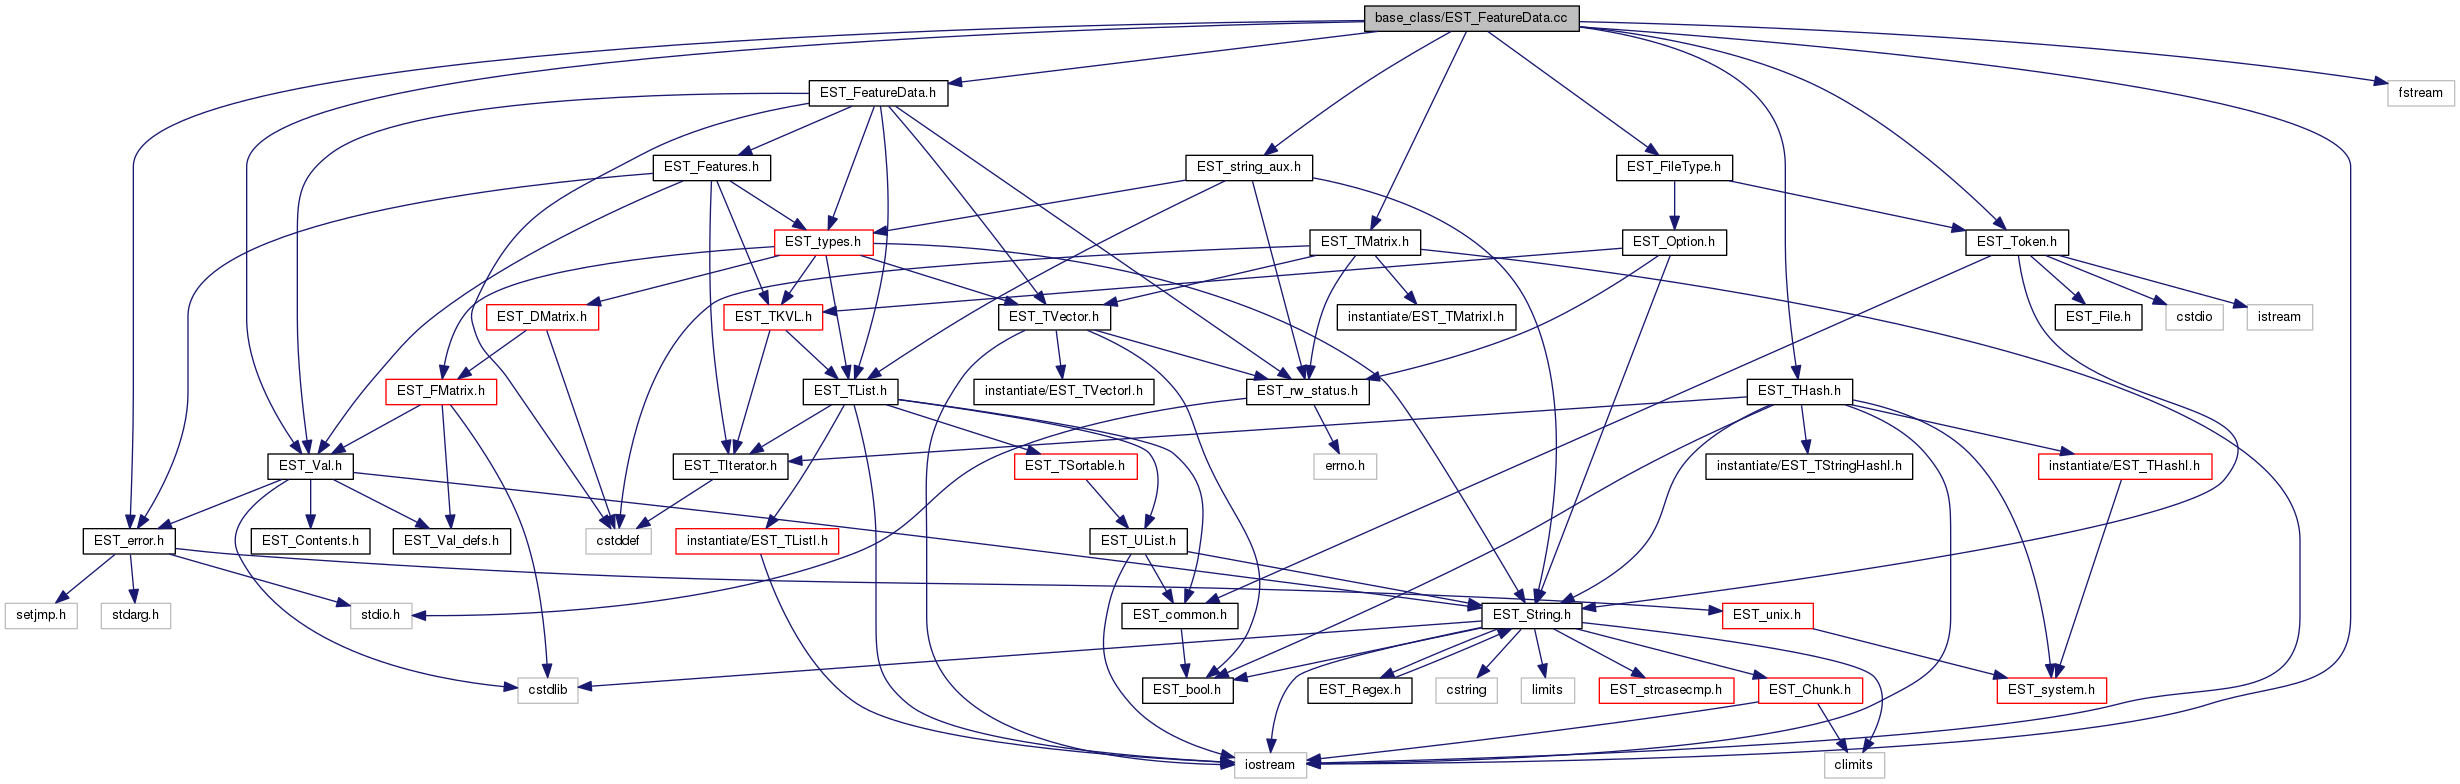 base_class/EST_FeatureData.cc
EST_FeatureData.h
fstream
EST_Features.h
EST_string_aux.h
EST_FileType.h
EST_types.h
EST_TMatrix.h
EST_Option.h
EST_Token.h
EST_DMatrix.h
EST_TKVL.h
EST_TVector.h
instantiate/EST_TMatrixI.h
EST_File.h
cstdio
istream
EST_FMatrix.h
EST_TList.h
instantiate/EST_TVectorI.h
EST_rw_status.h
EST_THash.h
EST_Val.h
EST_TIterator.h
EST_TSortable.h
errno.h
instantiate/EST_TStringHashI.h
instantiate/EST_THashI.h
EST_error.h
EST_Contents.h
EST_Val_defs.h
cstddef
instantiate/EST_TListI.h
EST_UList.h
setjmp.h
stdarg.h
stdio.h
EST_common.h
EST_String.h
EST_unix.h
cstdlib
EST_bool.h
EST_Regex.h
cstring
limits
EST_strcasecmp.h
EST_Chunk.h
EST_system.h
iostream
climits